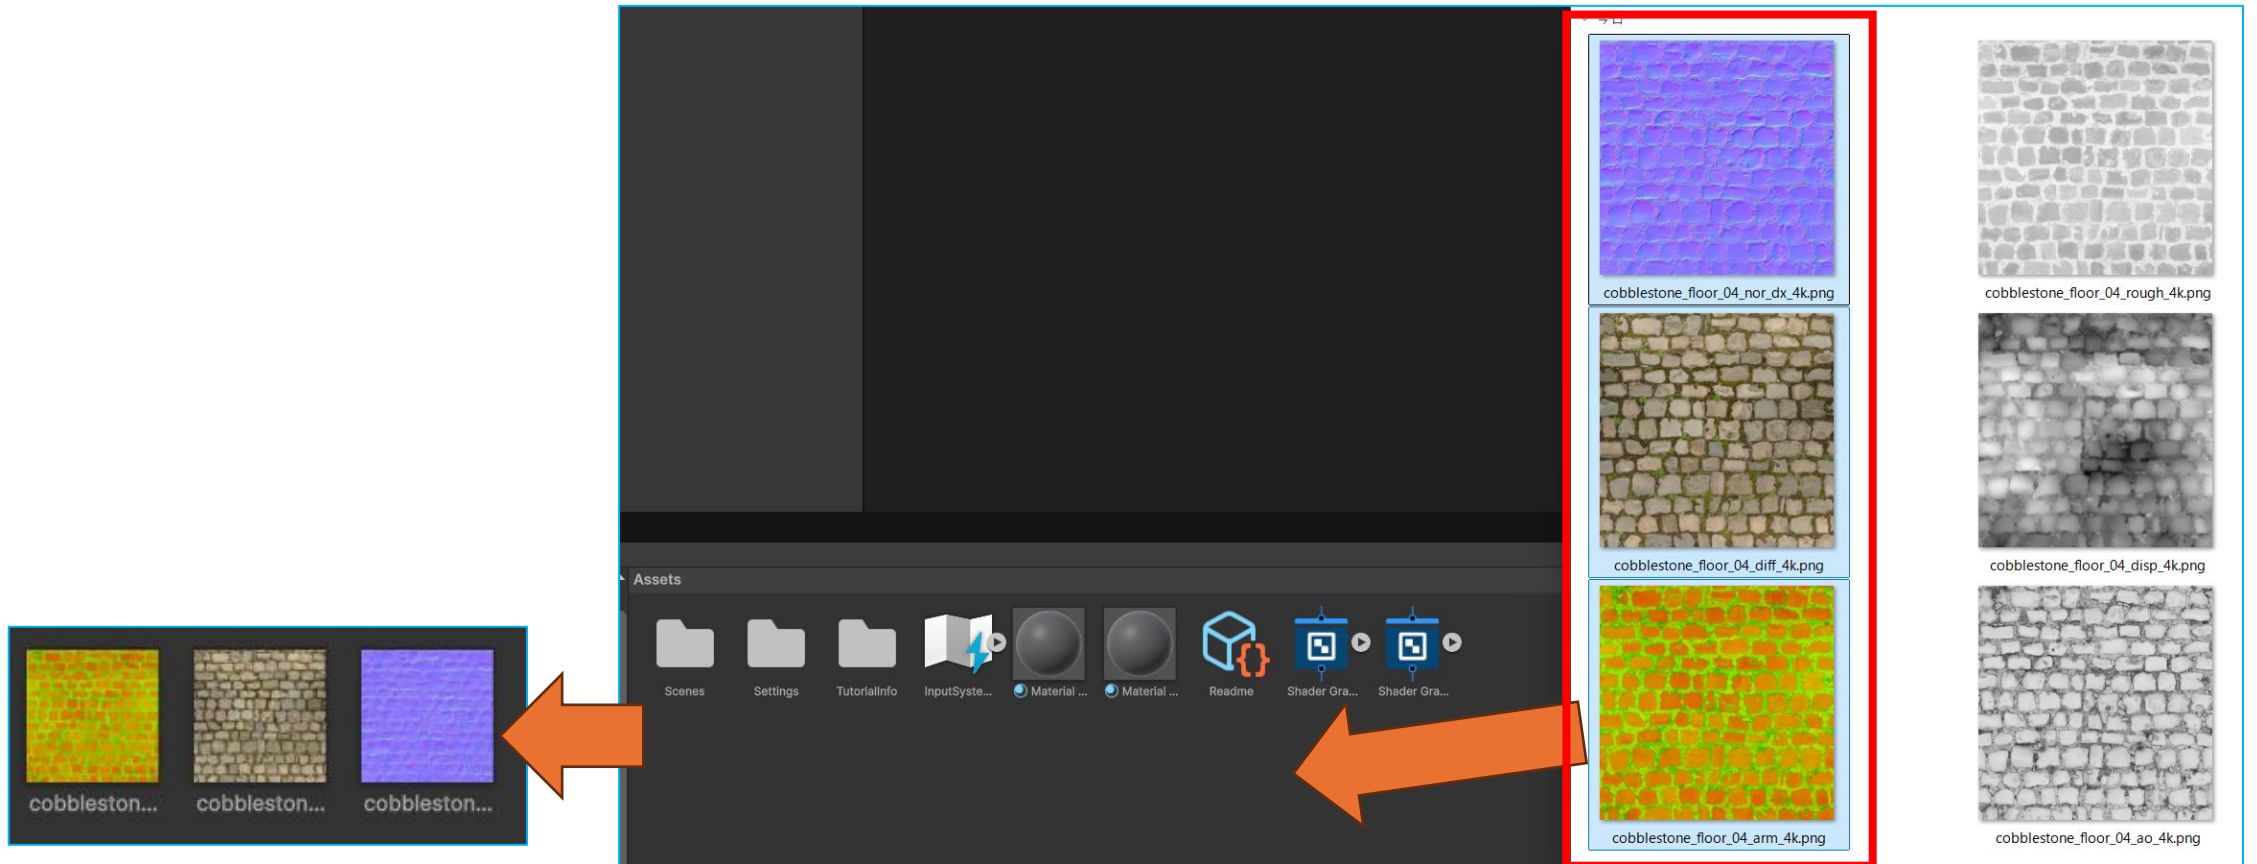 cobbleston...
cobbleston...
cobbleston...
Assets
Scenes
Settings
TutorialInfo
InputSyste...
Material ...
Material ...
Readme
Shader Gra...
Shader Gra...
cobblestone_floor_04_nor_dx_4k.png
cobblestone_floor_04_rough_4k.png
cobblestone_floor_04_diff_4k.png
cobblestone_floor_04_disp_4k.png
cobblestone_floor_04_arm_4k.png
cobblestone_floor_04_ao_4k.png